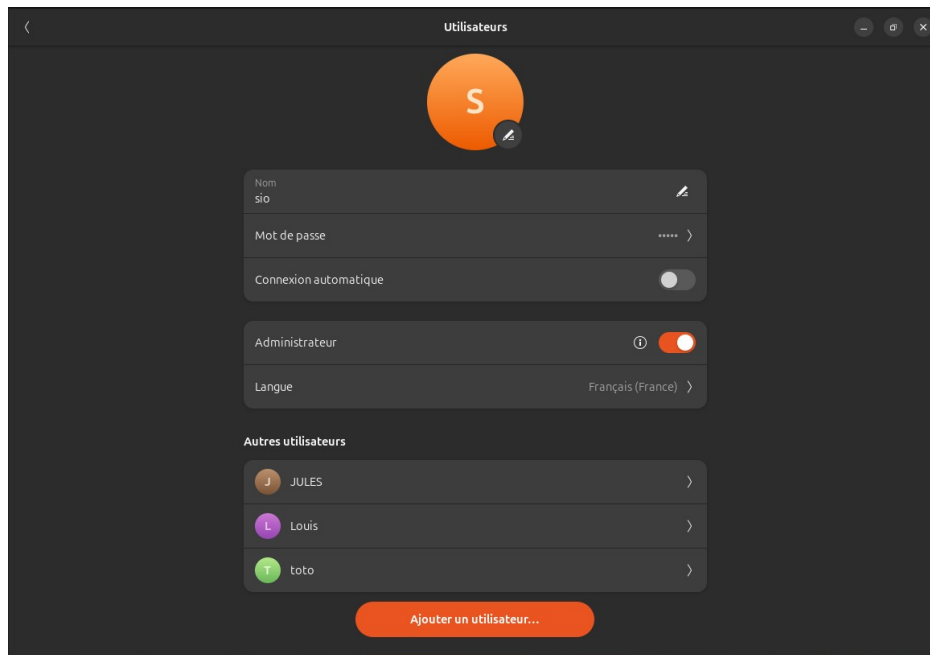 Utilisateurs
S
Nom
sio
Mot de passe •••••
Connexion automatique
Administrateur
Langue Français (France)
Autres utilisateurs
J JULES
L Louis
T toto
Ajouter un utilisateur…